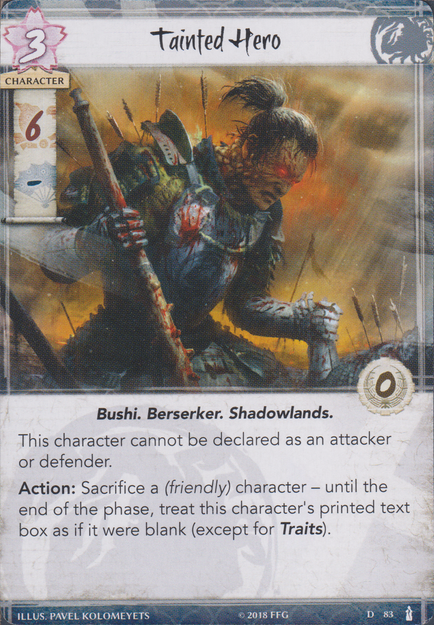 3
Tainted Hero
CHARACTER
6
-
0
Bushi. Berserker. Shadowlands.
This character cannot be declared as an attacker
or defender.
Action: Sacrifice a (friendly) character – until the
end of the phase, treat this character's printed text
box as if it were blank (except for Traits).
ILLUS. PAVEL KOLOMEYETS © 2018 FFG D 83